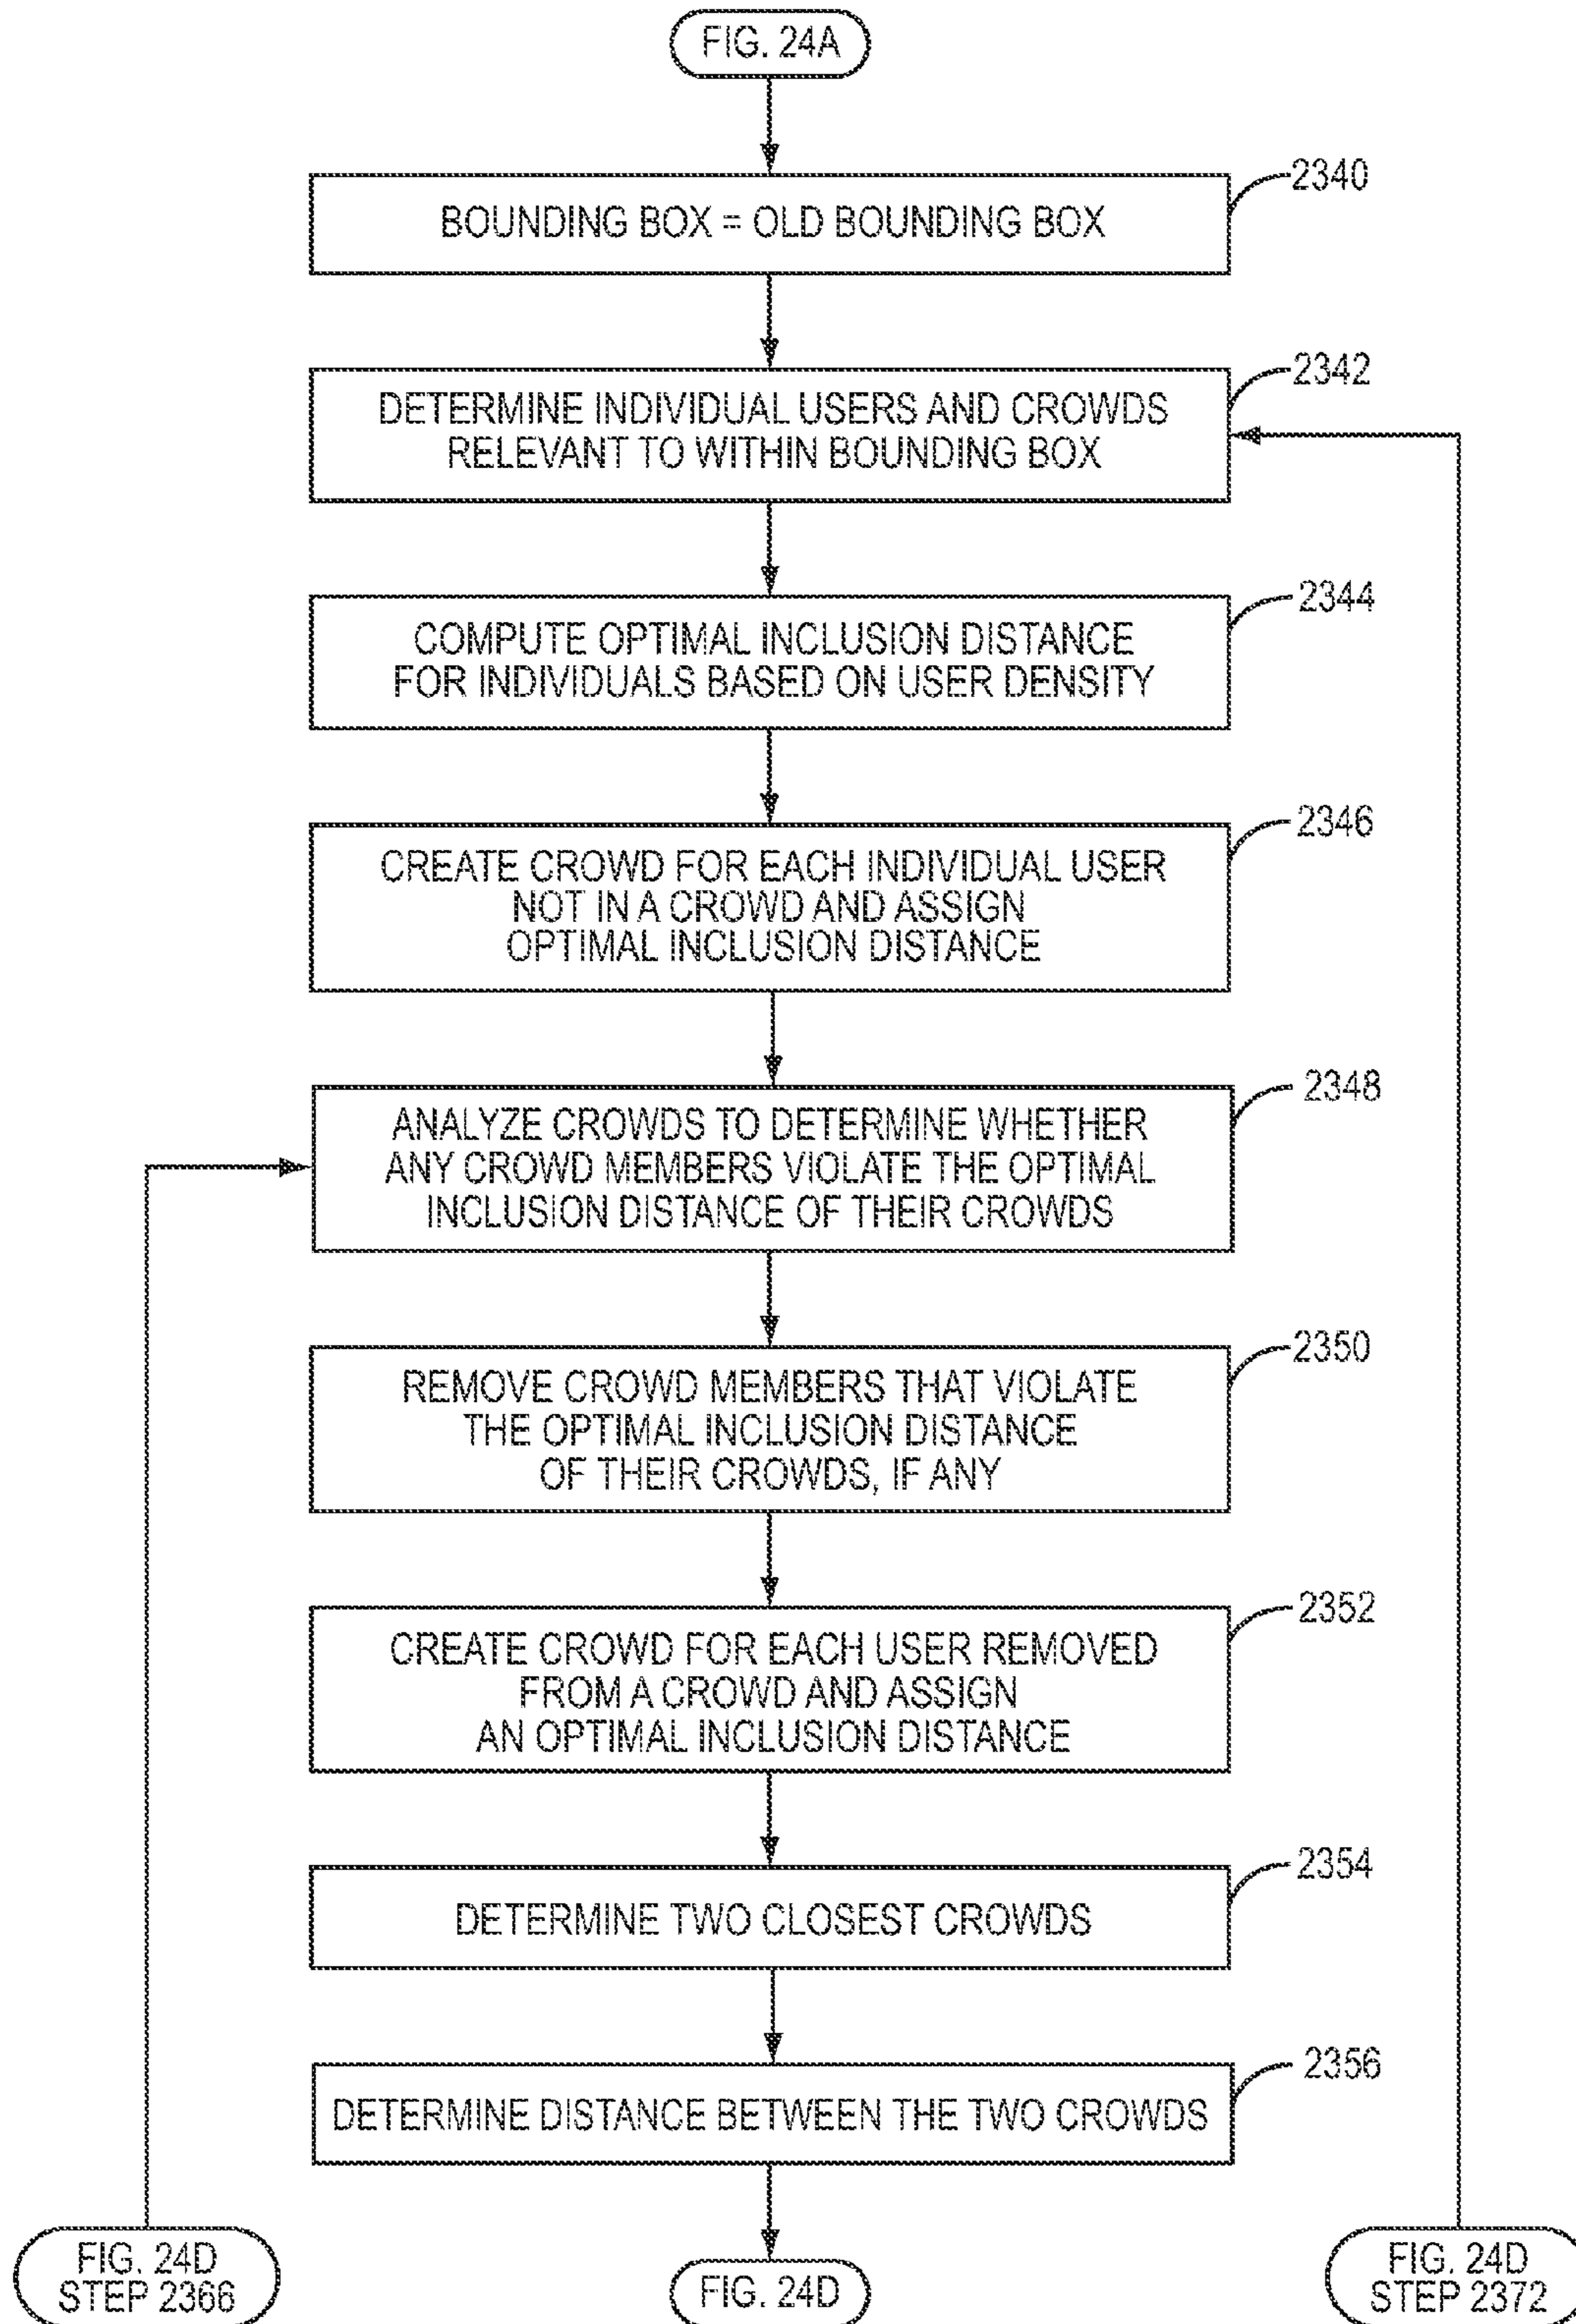 FIG. 24A
2340
BOUNDING BOX = OLD BOUNDING BOX
2342
DETERMINE INDIVIDUAL USERS AND CROWDS
RELEVANT TO WITHIN BOUNDING BOX
2344
COMPUTE OPTIMAL INCLUSION DISTANCE
FOR INDIVIDUALS BASED ON USER DENSITY
2346
CREATE CROWD FOR EACH INDIVIDUAL USER
NOT IN A CROWD AND ASSIGN
OPTIMAL INCLUSION DISTANCE
2348
ANALYZE CROWDS TO DETERMINE WHETHER
ANY CROWD MEMBERS VIOLATE THE OPTIMAL
INCLUSION DISTANCE OF THEIR CROWDS
2350
REMOVE CROWD MEMBERS THAT VIOLATE
THE OPTIMAL INCLUSION DISTANCE
OF THEIR CROWDS, IF ANY
2352
CREATE CROWD FOR EACH USER REMOVED
FROM A CROWD AND ASSIGN
AN OPTIMAL INCLUSION DISTANCE
2354
DETERMINE TWO CLOSEST CROWDS
2356
DETERMINE DISTANCE BETWEEN THE TWO CROWDS
FIG. 24D
STEP 2366
FIG. 24D
FIG. 24D
STEP 2372